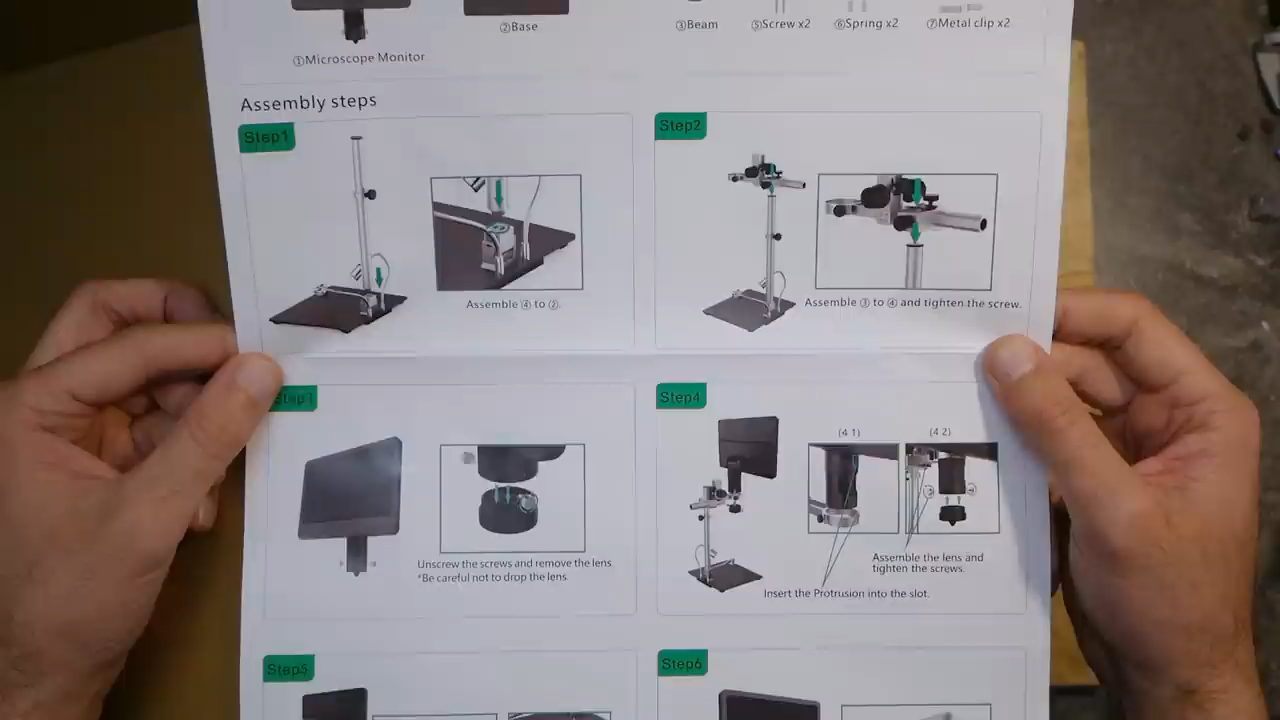 ②Base
③Beam
⑤Screw x2
⑥Spring x2
⑦Metal clip x2
①Microscope Monitor
Assembly steps
Step1
Step2
Assemble ④ to ②.
Assemble ③ to ④ and tighten the screw.
Step4
(4 1)
(4 2)
Unscrew the screws and remove the lens
*Be careful not to drop the lens.
Assemble the lens and
tighten the screws.
Insert the Protrusion into the slot.
Step5
Step6